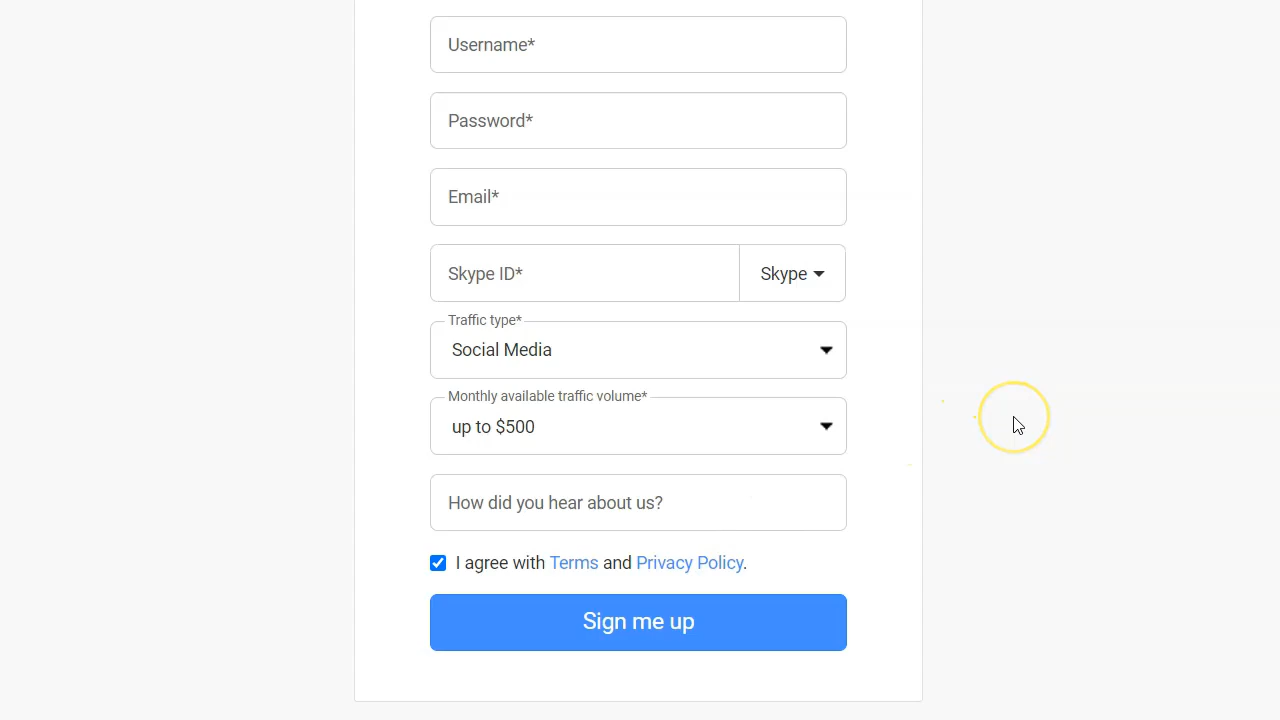 Username*
Password*
Email*
Skype ID*
Skype
Traffic type*
Social Media
Monthly available traffic volume*
up to $500
How did you hear about us?
I agree with Terms and Privacy Policy.
Sign me up